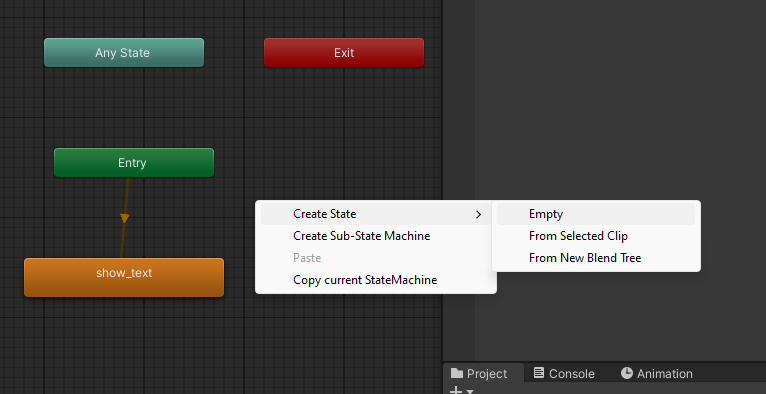 Any State
Exit
Entry
show_text
Create State
Create Sub-State Machine
Paste
Copy current StateMachine
Empty
From Selected Clip
From New Blend Tree
Project
Console
Animation